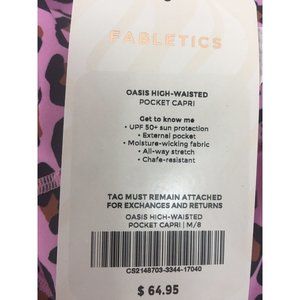 FABLETICS
OASIS HIGH-WAISTED
POCKET CAPRI
Get to know me
• UPF 50+ sun protection
• External pocket
• Moisture-wicking fabric
• All-way stretch
• Chafe-resistant
TAG MUST REMAIN ATTACHED
FOR EXCHANGES AND RETURNS
OASIS HIGH-WAISTED
POCKET CAPRI | M/8
CS2148703-3344-17040
$ 64.95